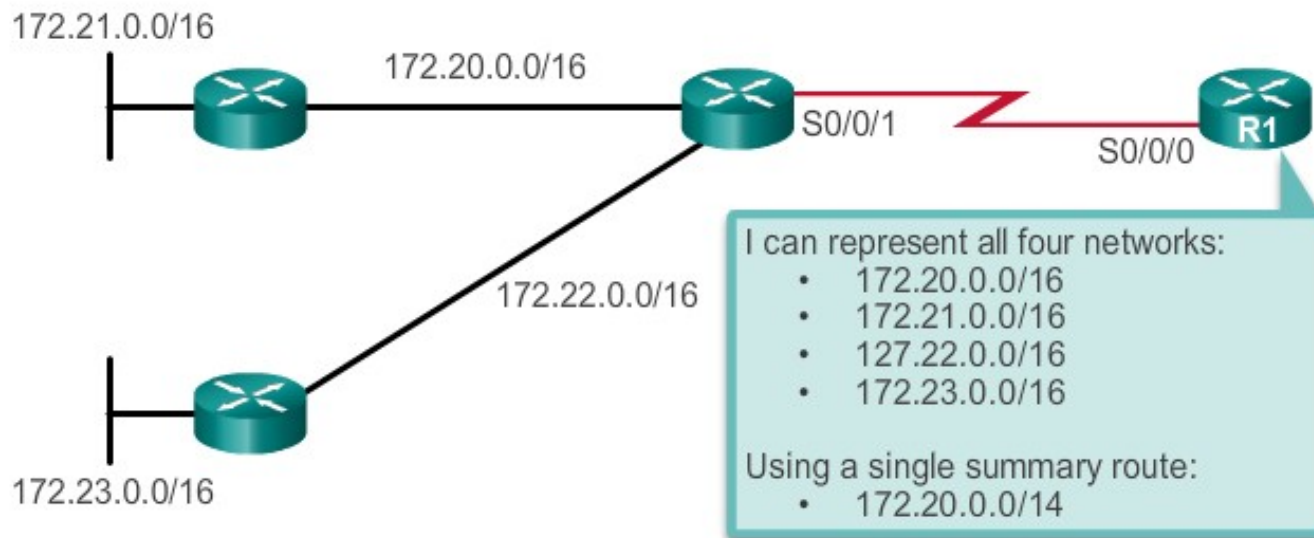 172.21.0.0/16
172.20.0.0/16
S0/0/1
S0/0/0
R1
172.22.0.0/16
172.23.0.0/16
I can represent all four networks:
• 172.20.0.0/16
• 172.21.0.0/16
• 127.22.0.0/16
• 172.23.0.0/16
Using a single summary route:
• 172.20.0.0/14